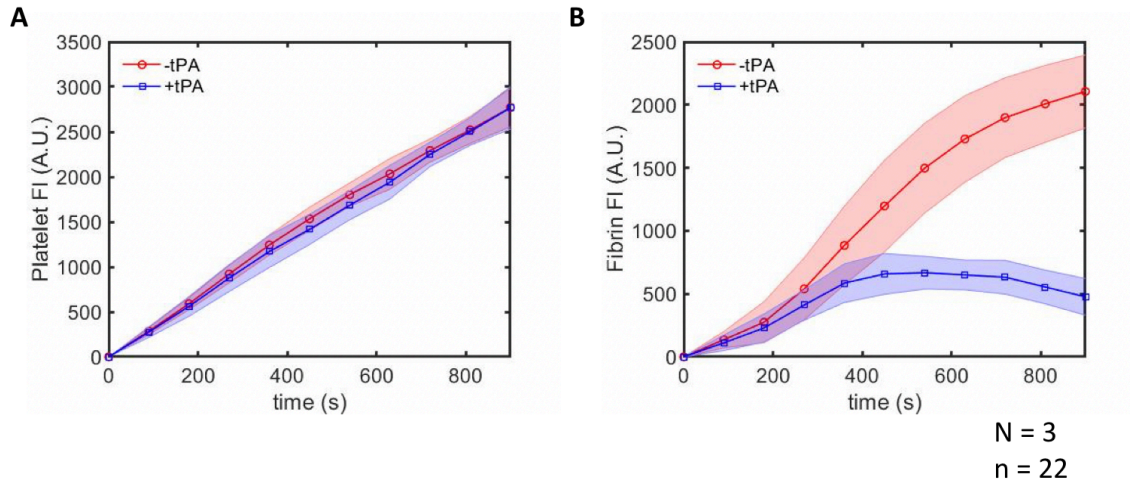 A
Platelet FI (A.U.)
3500
3000
2500
2000
1500
1000
500
0
-tPA
+tPA
0 200 400 600 800
time (s)
B
Fibrin FI (A.U.)
2500
2000
1500
1000
500
0
-tPA
+tPA
0 200 400 600 800
time (s)
N = 3
n = 22